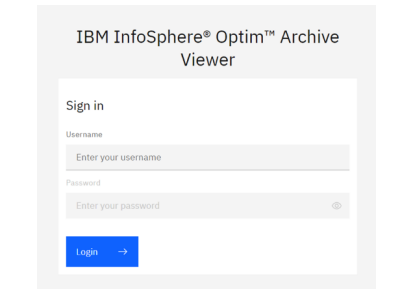 IBM InfoSphere® Optim™ Archive
Viewer
Sign in
Username
Enter your username
Password
Enter your password
Login